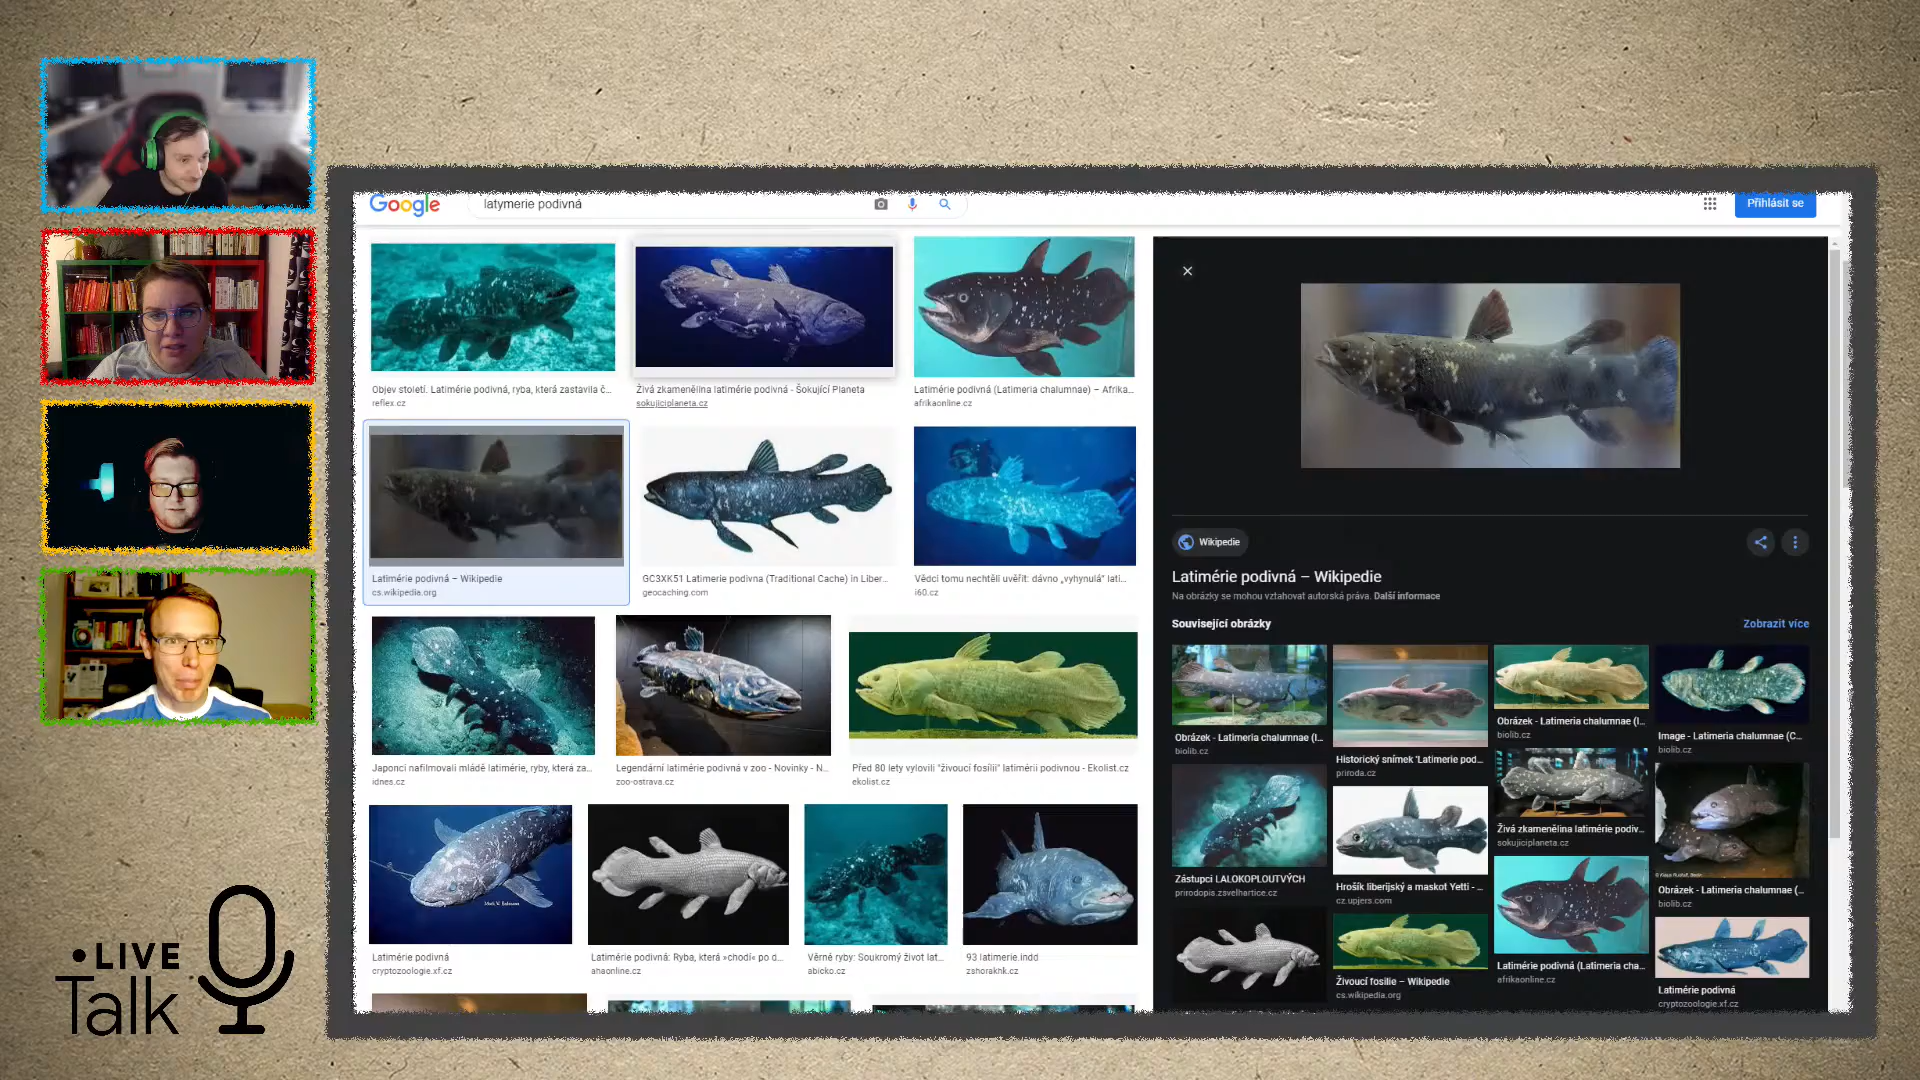 Google
latymerie podivná
Přihlásit se
Objev století. Latimérie podivná, ryba, která zastavila č...
reflex.cz
Živá zkamenělina latimérie podivná - Šokující Planeta
sokujiciplaneta.cz
Latimérie podivná (Latimeria chalumnae) – Afrika...
afrikaonline.cz
Latimérie podivná – Wikipedie
cs.wikipedia.org
GC3XK51 Latimerie podivna (Traditional Cache) in Liber...
geocaching.com
Vědci tomu nechtěli uvěřit: dávno „vyhynulá" lati...
i60.cz
Japonci nafilmovali mládě latimérie, ryby, která za...
idnes.cz
Legendární latimérie podivná v zoo - Novinky - N...
zoo-ostrava.cz
Před 80 lety vylovili "živoucí fosílii" latimérii podivnou - Ekolist.cz
ekolist.cz
Latimérie podivná
cryptozoologie.xf.cz
Latimérie podivná: Ryba, která »chodí« po d...
ahaonline.cz
Věrné ryby: Soukromý život lat...
abicko.cz
93 latimerie.indd
zshorakhk.cz
Wikipedie
Latimérie podivná – Wikipedie
Na obrázky se mohou vztahovat autorská práva. Další informace
Související obrázky
Zobrazit více
Obrázek - Latimeria chalumnae (l...
biolib.cz
Historický snímek 'Latimerie pod...
priroda.cz
Obrázek - Latimeria chalumnae (l...
biolib.cz
Image - Latimeria chalumnae (C...
biolib.cz
Zástupci LALOKOPLOUTVÝCH
prirodopis.zsvelhartice.cz
Hrošík liberijský a maskot Yetti - ...
cz.upjers.com
Živá zkamenělina latimérie podiv...
sokujiciplaneta.cz
Obrázek - Latimeria chalumnae (...
biolib.cz
Živoucí fosilie – Wikipedie
cs.wikipedia.org
Latimérie podivná (Latimeria cha...
afrikaonline.cz
Latimérie podivná
cryptozoologie.xf.cz
•LIVE
Talk